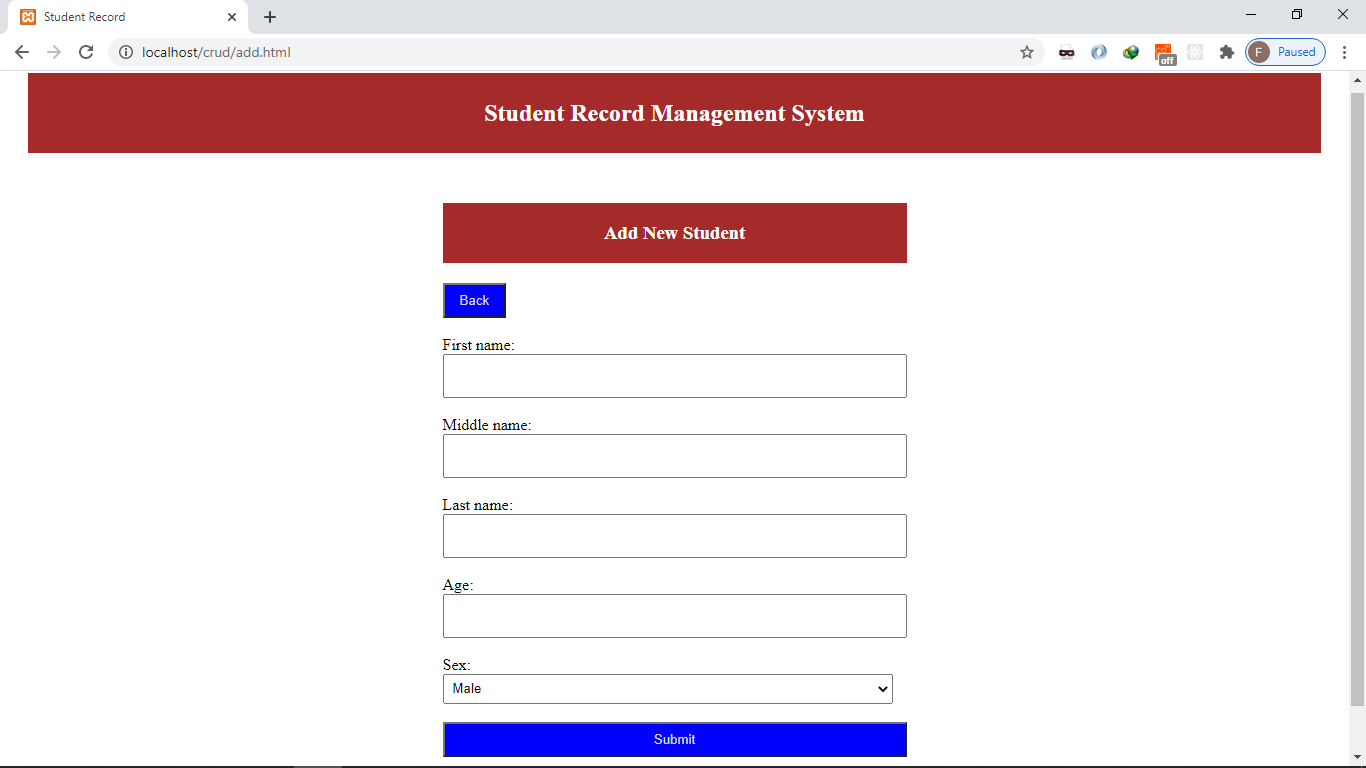 Student Record
localhost/crud/add.html
off
F
Paused
Student Record Management System
Add New Student
Back
First name:
Middle name:
Last name:
Age:
Sex:
Male
Submit